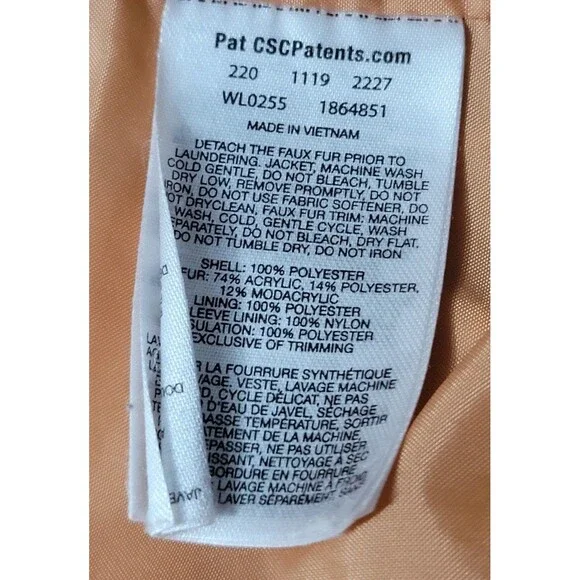 Pat CSCPatents.com
220 1119 2227
WL0255 1864851
MADE IN VIETNAM
DETACH THE FAUX FUR PRIOR TO
LAUNDERING. JACKET, MACHINE WASH
COLD GENTLE, DO NOT BLEACH, TUMBLE
DRY LOW, REMOVE PROMPTLY, DO NOT
IRON, DO NOT USE FABRIC SOFTENER, DO
NOT DRYCLEAN, FAUX FUR TRIM: MACHINE
WASH, COLD, GENTLE CYCLE, WASH
SEPARATELY, DO NOT BLEACH, DRY FLAT.
DO NOT TUMBLE DRY, DO NOT IRON
SHELL: 100% POLYESTER
FUR: 74% ACRYLIC, 14% POLYESTER,
12% MODACRYLIC
LINING: 100% POLYESTER
SLEEVE LINING: 100% NYLON
INSULATION: 100% POLYESTER
EXCLUSIVE OF TRIMMING
LA FOURRURE SYNTHÉTIQUE
VAGE, VESTE, LAVAGE MACHINE
D, CYCLE DÉLICAT, NE PAS
D'EAU DE JAVEL, SÉCHAGE
BASSE TEMPÉRATURE, SORTIR
TEMENT DE LA MACHINE,
PASSER, NE PAS UTILISER
ISSANT, NETTOYAGE À SEC
BORDURE EN FOURRURE
LAVAGE MACHINE À FROID,
LAVER SÉPARÉMENT, SANS
JAVE